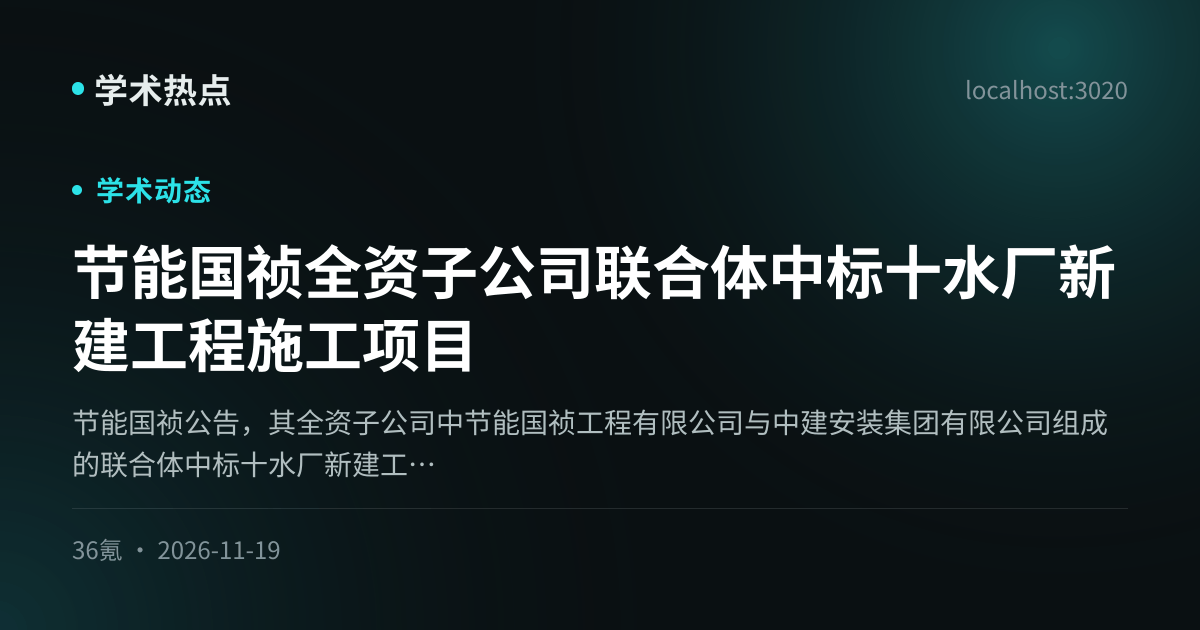 学术热点
localhost:3020
学术动态
节能国祯全资子公司联合体中标十水厂新
建工程施工项目
节能国祯公告，其全资子公司中节能国祯工程有限公司与中建安装集团有限公司组成
的联合体中标十水厂新建工…
36氪 · 2026-11-19